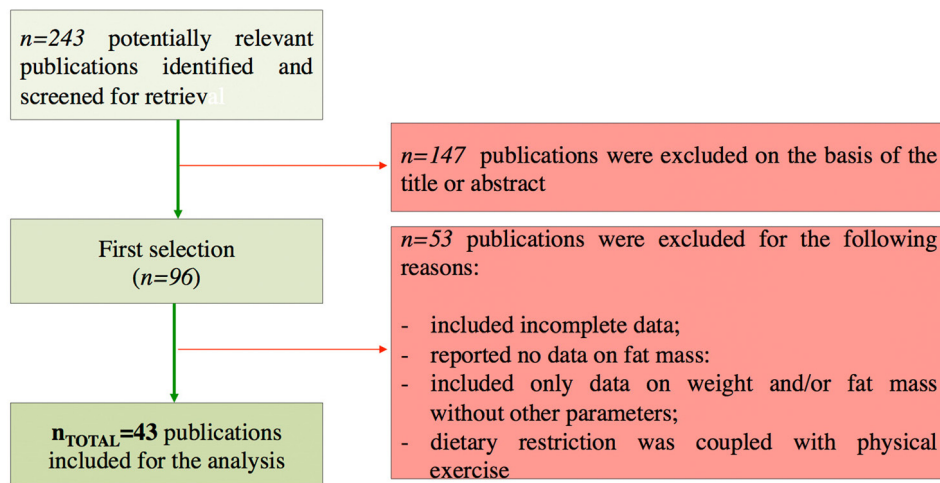 n=243 potentially relevant
publications identified and
screened for retrieval
n=147 publications were excluded on the basis of the
title or abstract
First selection
(n=96)
n=53 publications were excluded for the following
reasons:
- included incomplete data;
- reported no data on fat mass:
- included only data on weight and/or fat mass
without other parameters;
- dietary restriction was coupled with physical
exercise
nTOTAL=43 publications
included for the analysis